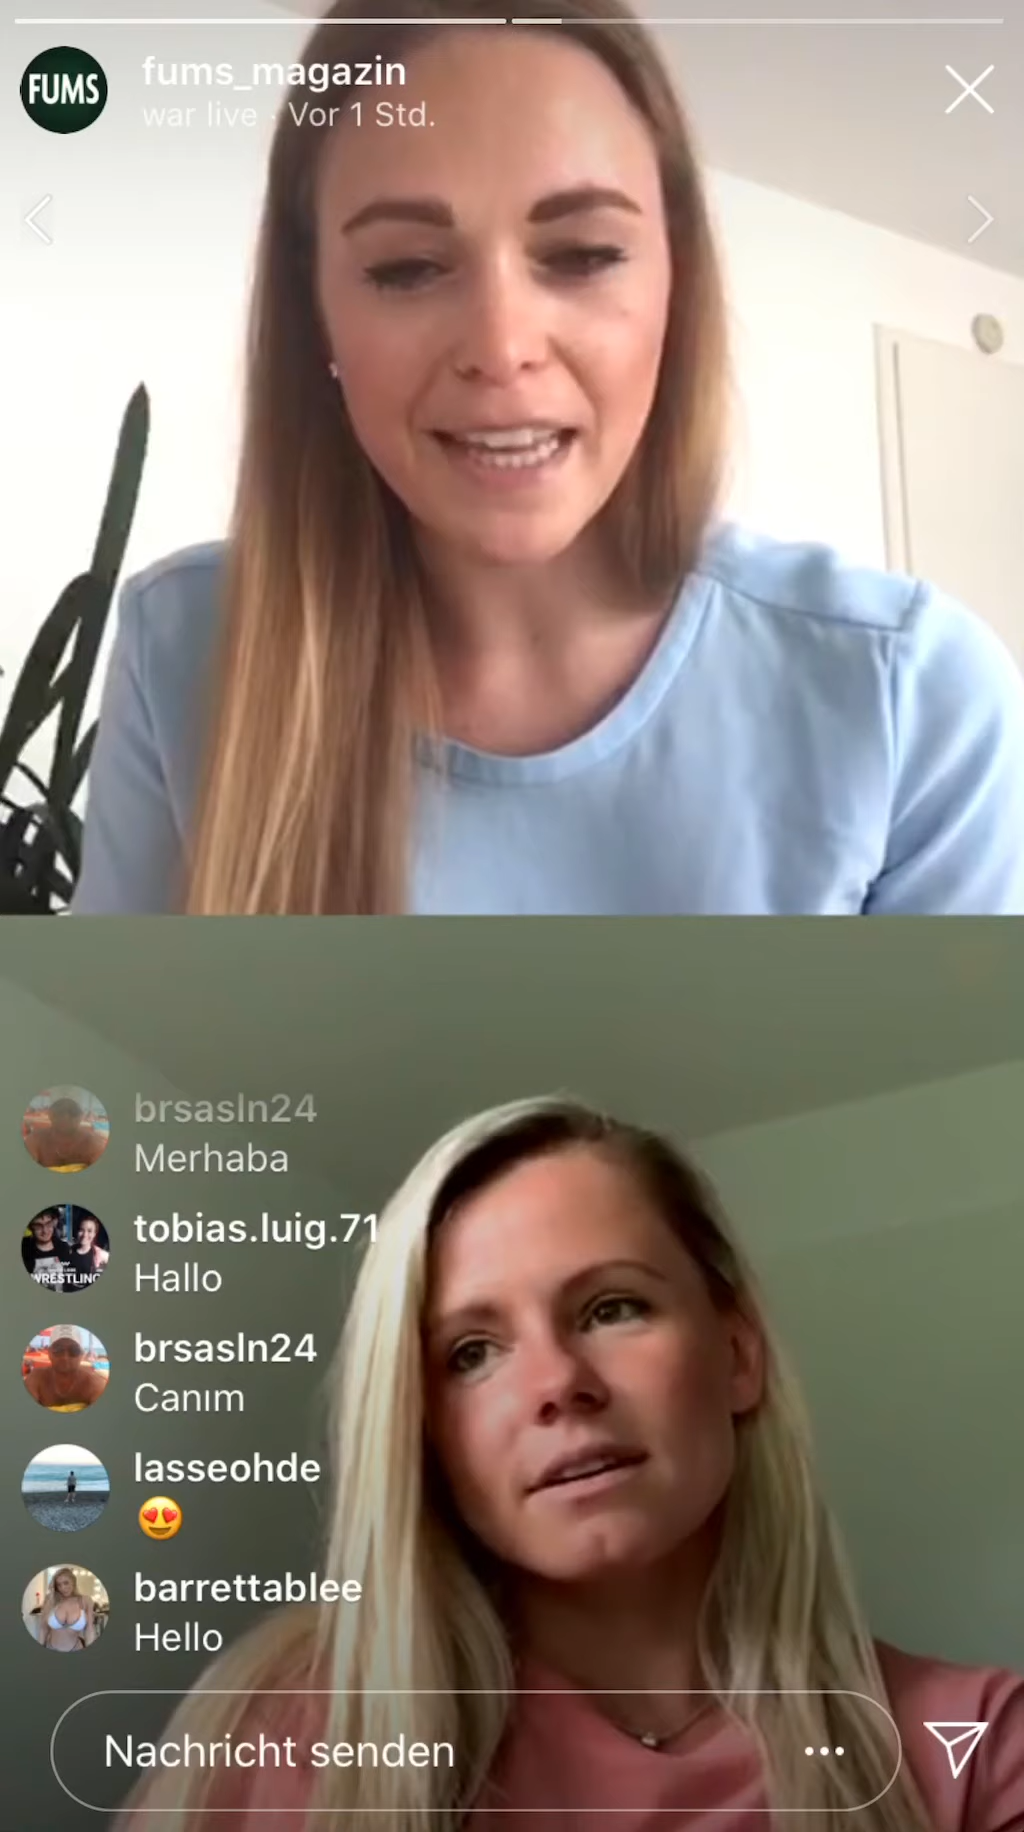 FUMS
fums_magazin
war live · Vor 1 Std.
brsasln24
Merhaba
tobias.luig.71
Hallo
WRESTLING
brsasln24
Canım
lasseohde
😍
barrettablee
Hello
Nachricht senden